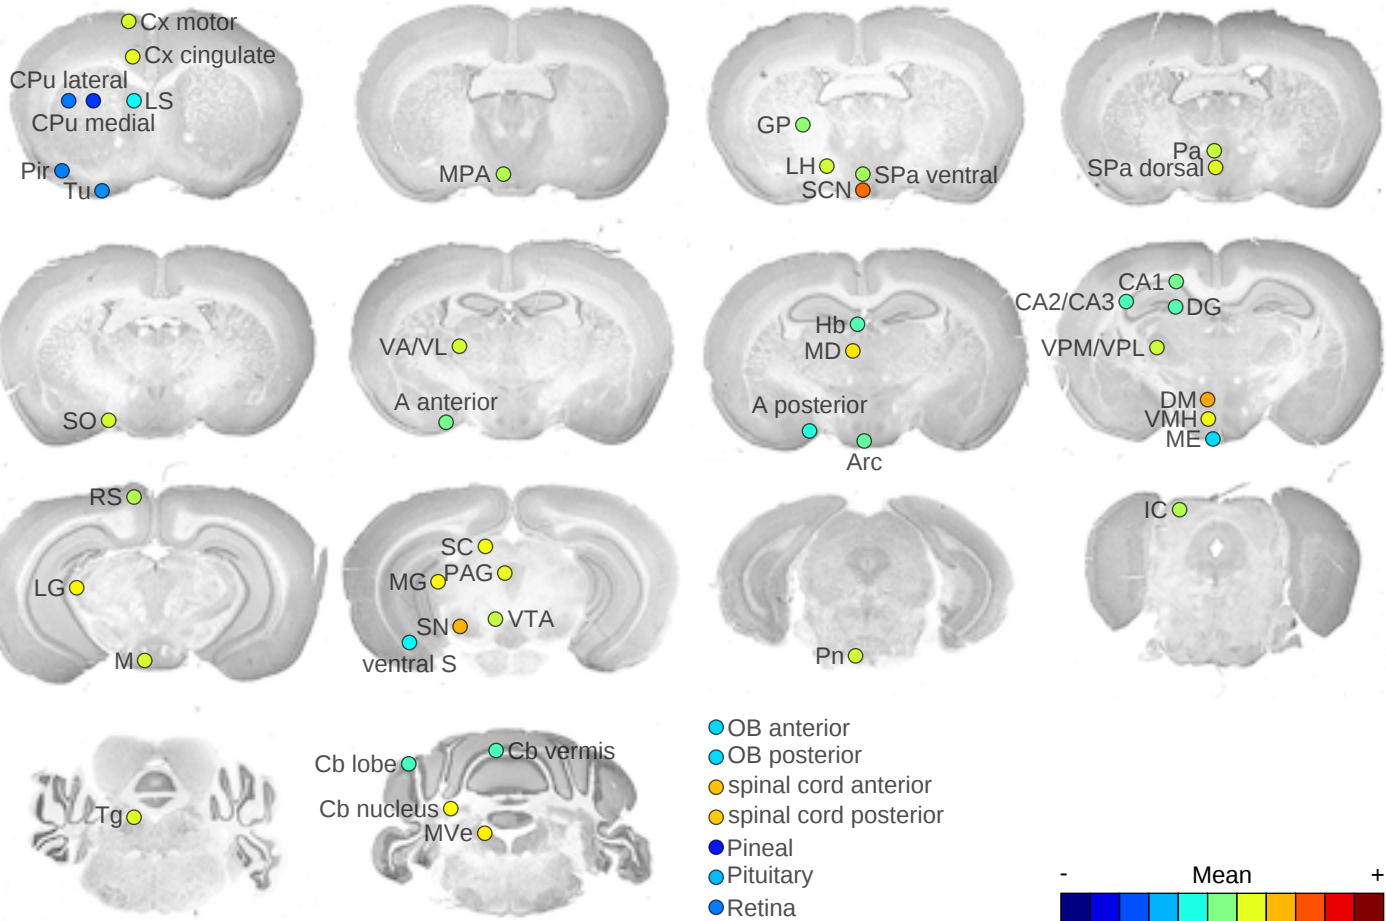 Cx motor
Cx cingulate
CPu lateral
LS
CPu medial
Pir
Tu
MPA
GP
LH
SPa ventral
SCN
Pa
SPa dorsal
SO
VA/VL
A anterior
Hb
MD
A posterior
Arc
CA1
CA2/CA3
DG
VPM/VPL
DM
VMH
ME
RS
LG
M
SC
PAG
MG
VTA
SN
ventral S
Pn
IC
Tg
Cb vermis
Cb lobe
Cb nucleus
MVe
OB anterior
OB posterior
spinal cord anterior
spinal cord posterior
Pineal
Pituitary
Retina
- Mean +